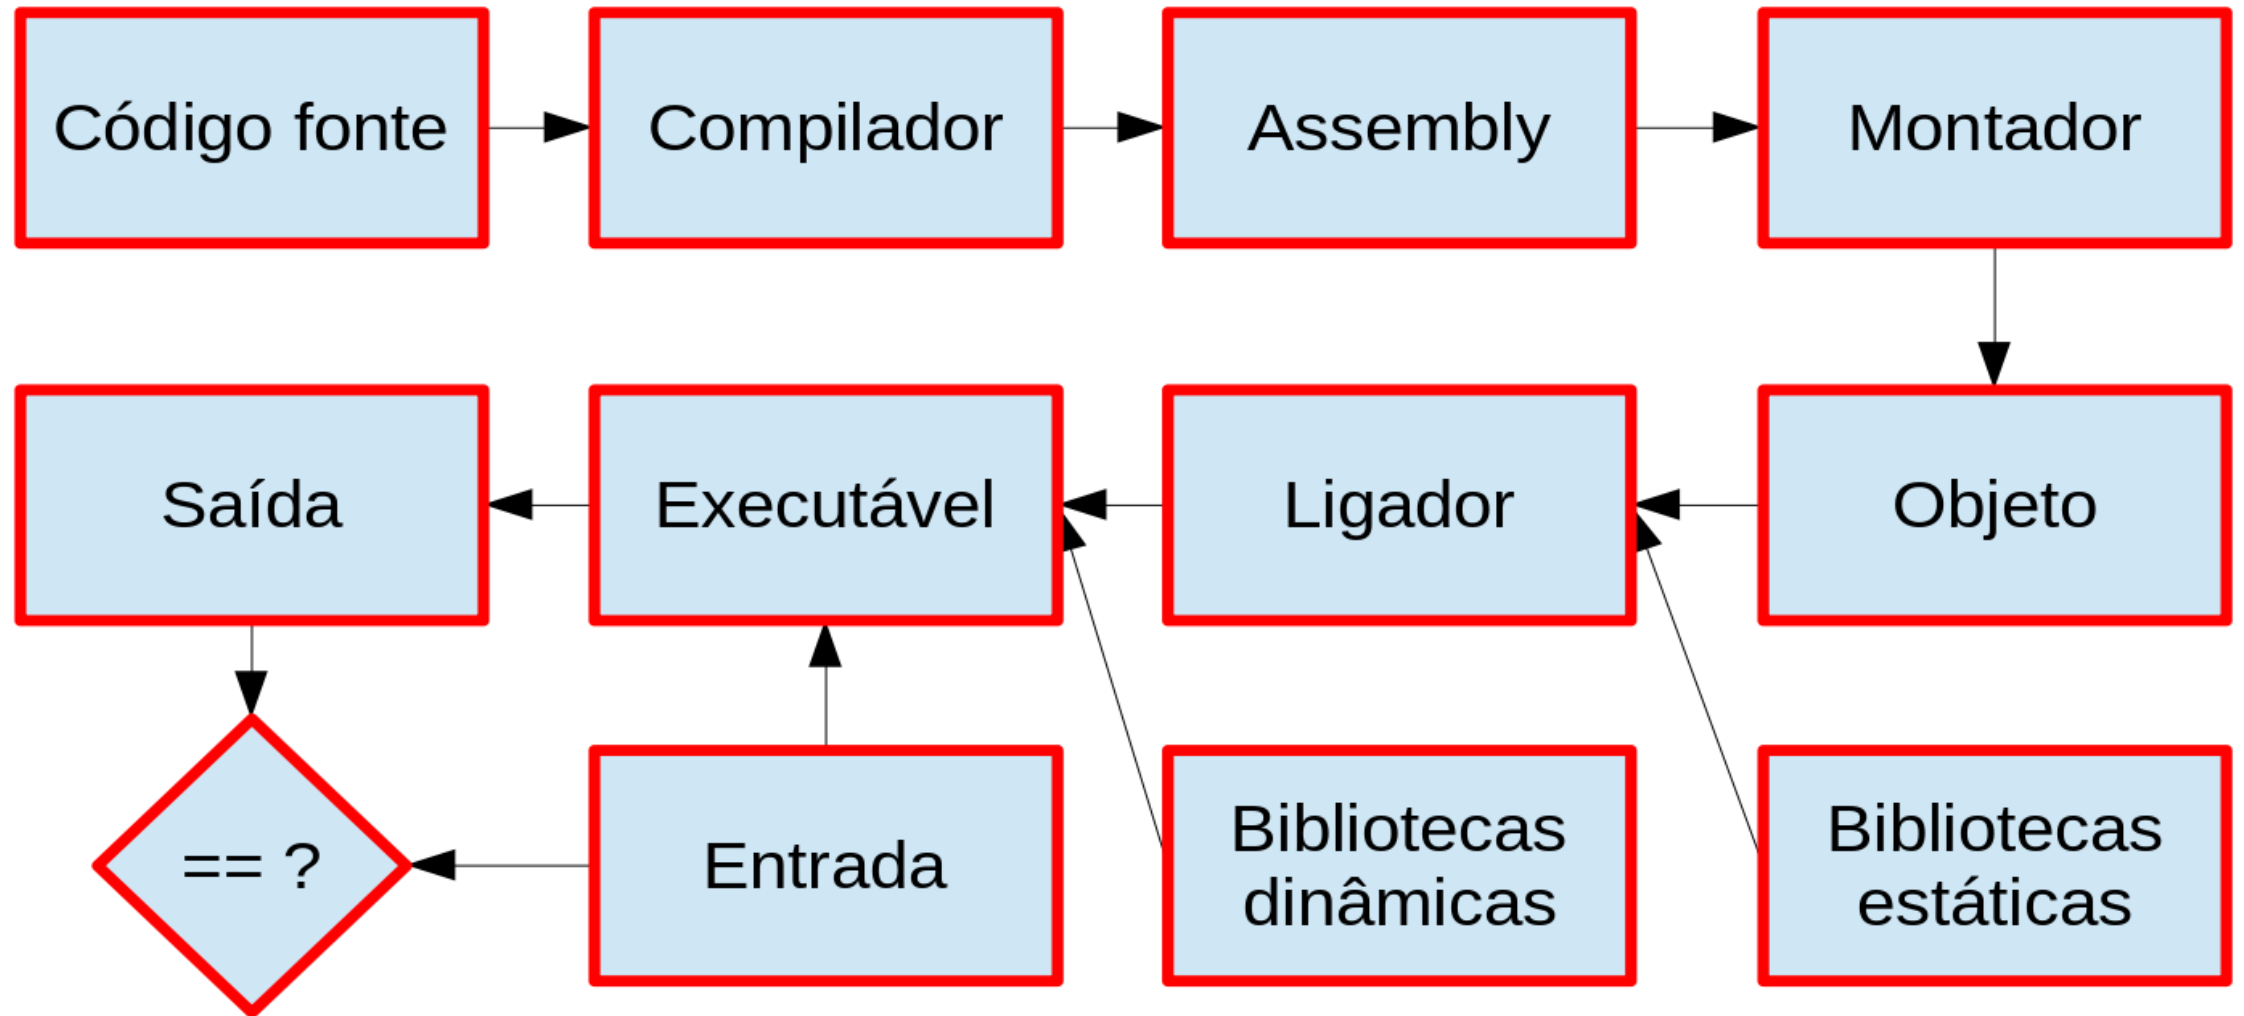 Código fonte
Compilador
Assembly
Montador
Saída
Executável
Ligador
Objeto
== ?
Entrada
Bibliotecas
dinâmicas
Bibliotecas
estáticas